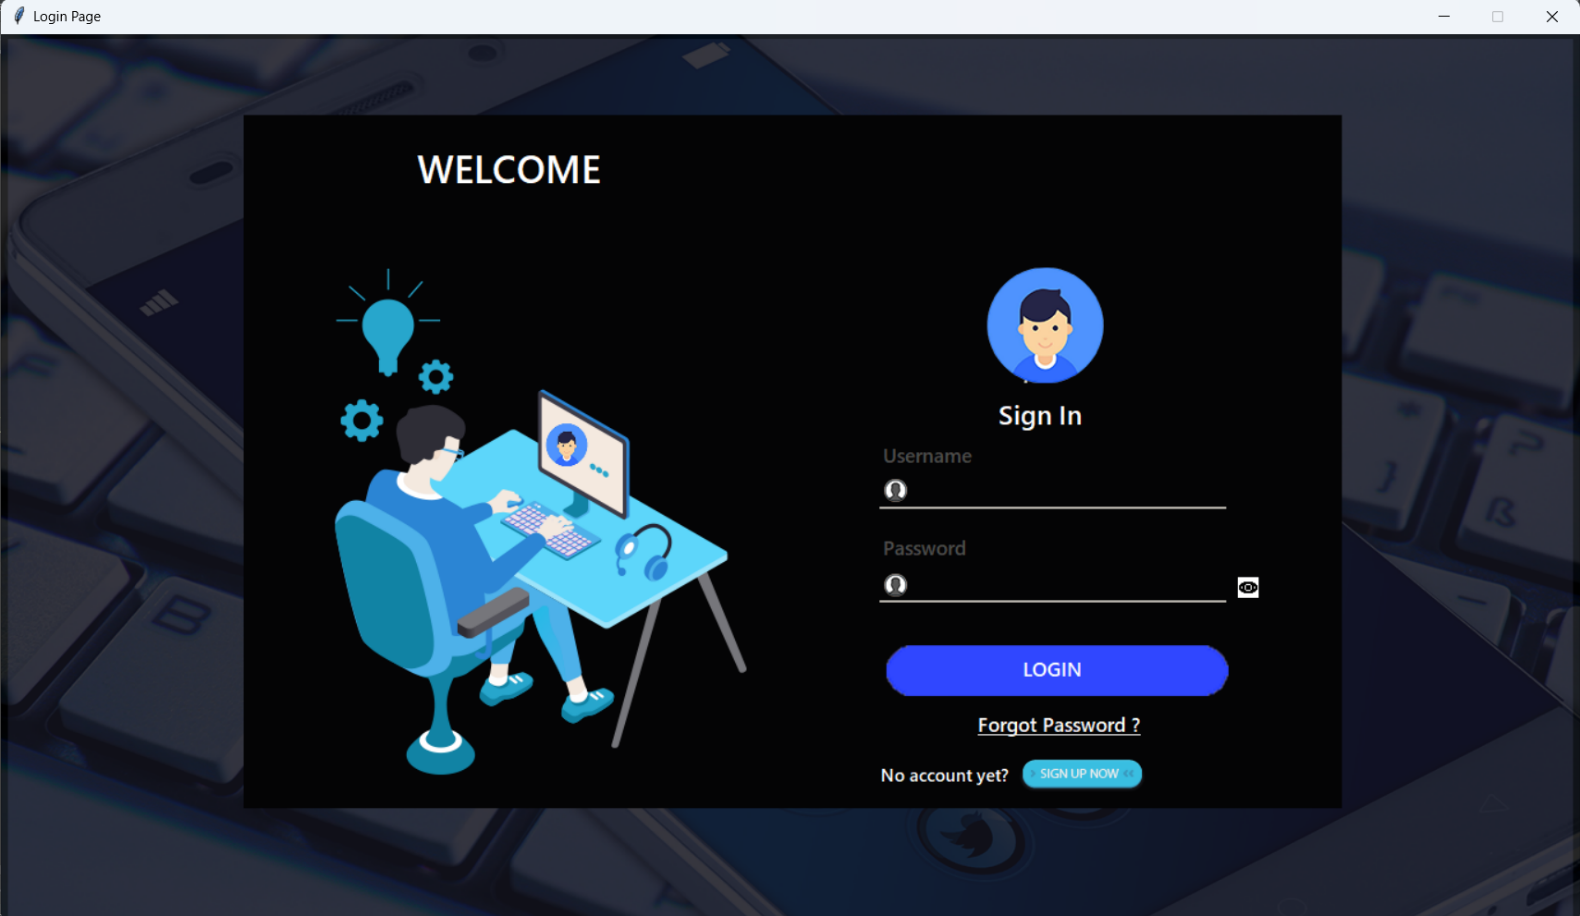 Login Page
WELCOME
Sign In
Username
Password
LOGIN
Forgot Password ?
No account yet?
SIGN UP NOW
B